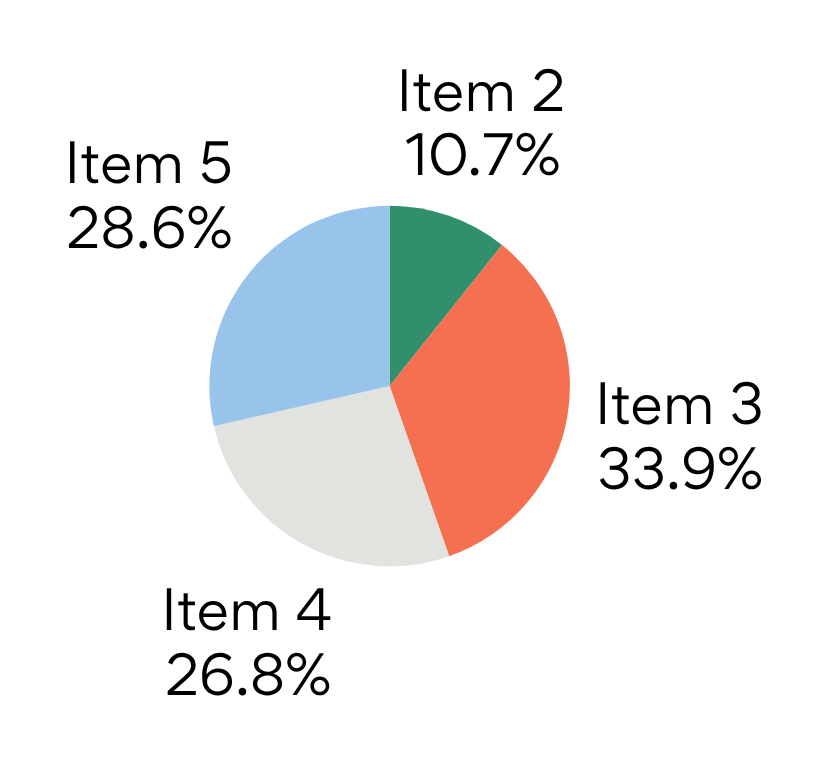 Item 2
10.7%
Item 5
28.6%
Item 3
33.9%
Item 4
26.8%